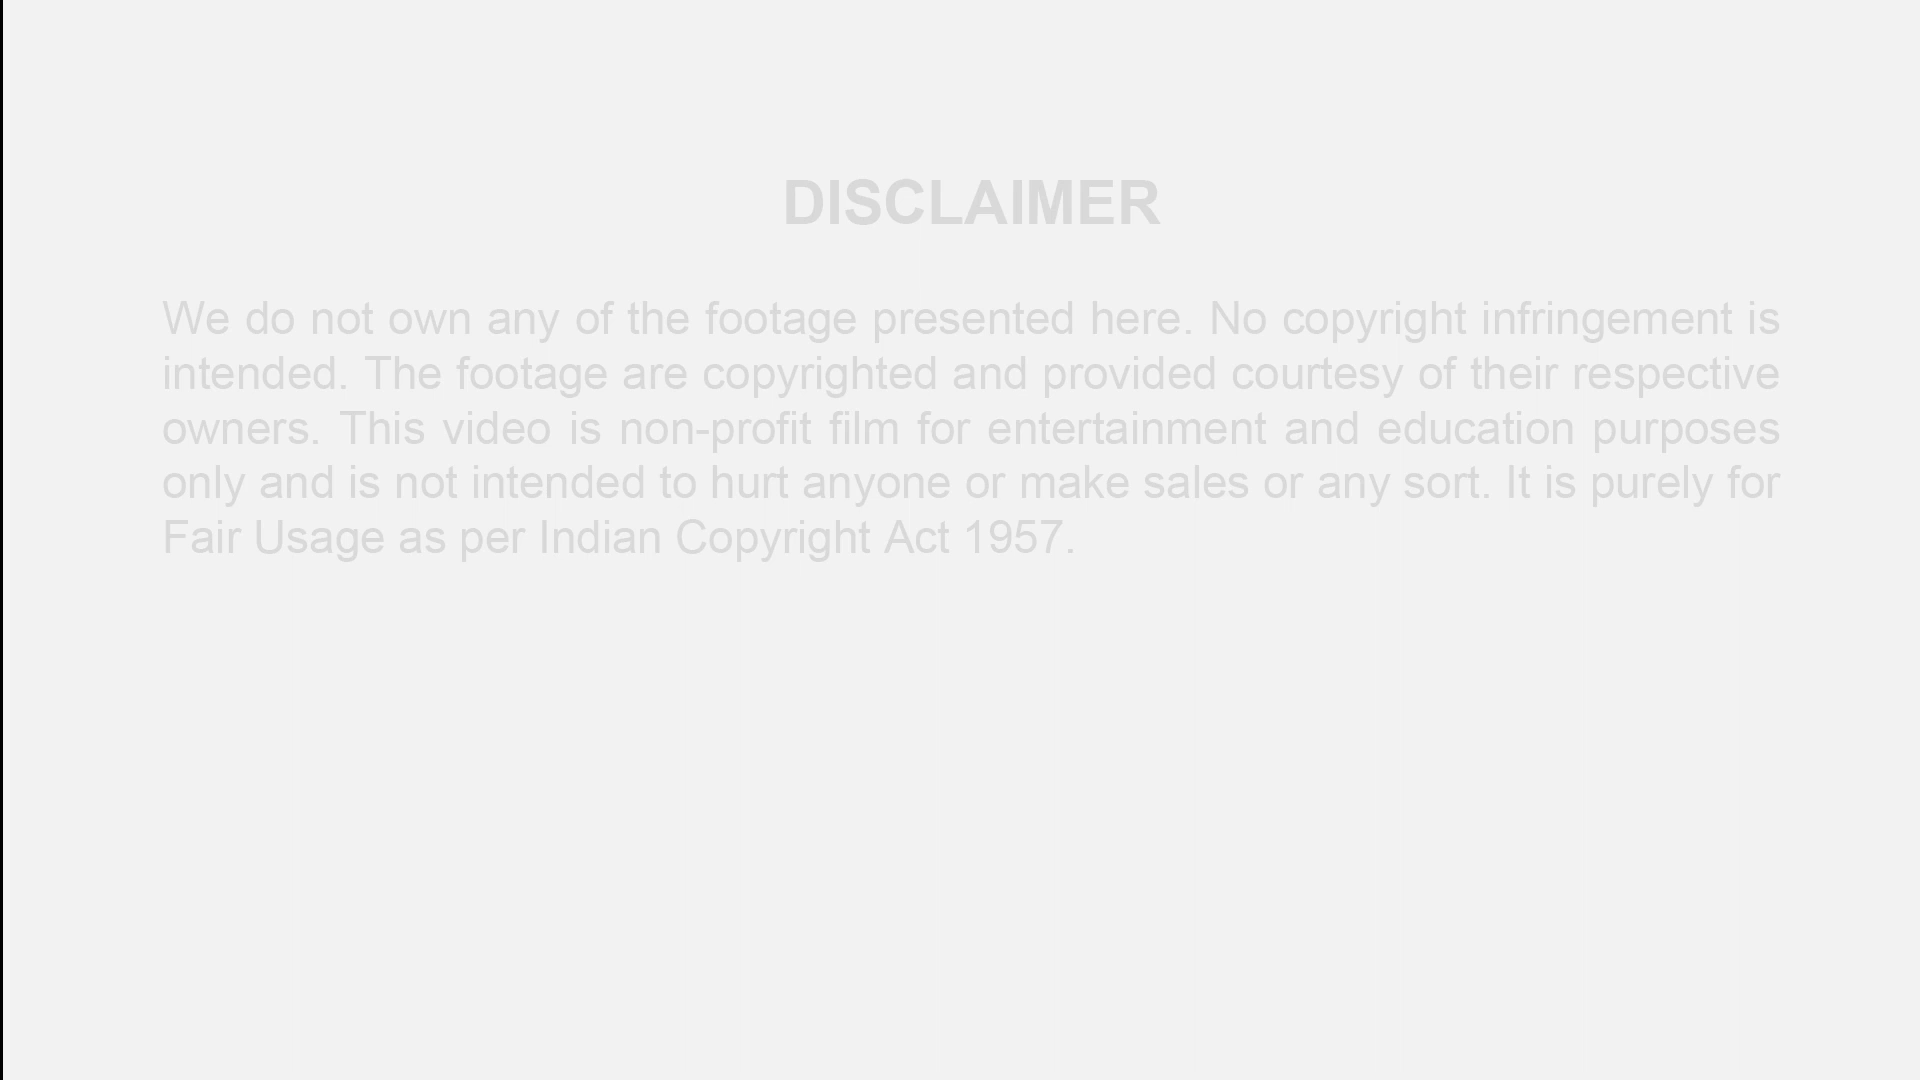 DISCLAIMER
We do not own any of the footage presented here. No copyright infringement is
intended. The footage are copyrighted and provided courtesy of their respective
owners. This video is non-profit film for entertainment and education purposes
only and is not intended to hurt anyone or make sales or any sort. It is purely for
Fair Usage as per Indian Copyright Act 1957.